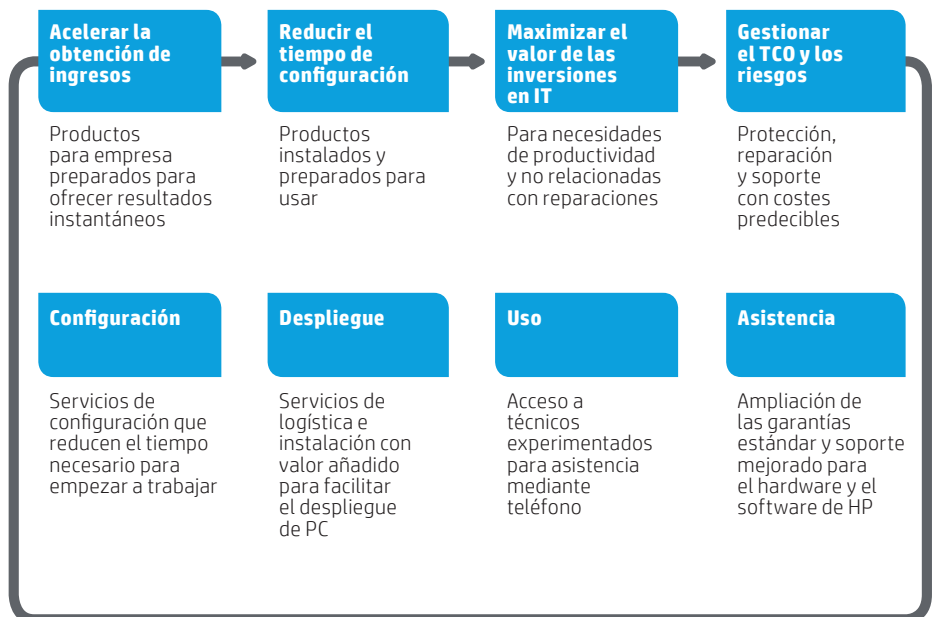 Acelerar la
obtención de
ingresos
Productos
para empresa
preparados para
ofrecer resultados
instantáneos
Reducir el
tiempo de
configuración
Productos
instalados y
preparados para
usar
Maximizar el
valor de las
inversiones
en IT
Para necesidades
de productividad
y no relacionadas
con reparaciones
Gestionar
el TCO y los
riesgos
Protección,
reparación
y soporte
con costes
predecibles
Configuración
Servicios de
configuración que
reducen el tiempo
necesario para
empezar a trabajar
Despliegue
Servicios de
logística e
instalación con
valor añadido
para facilitar
el despliegue
de PC
Uso
Acceso a
técnicos
experimentados
para asistencia
mediante
teléfono
Asistencia
Ampliación de
las garantías
estándar y soporte
mejorado para
el hardware y el
software de HP